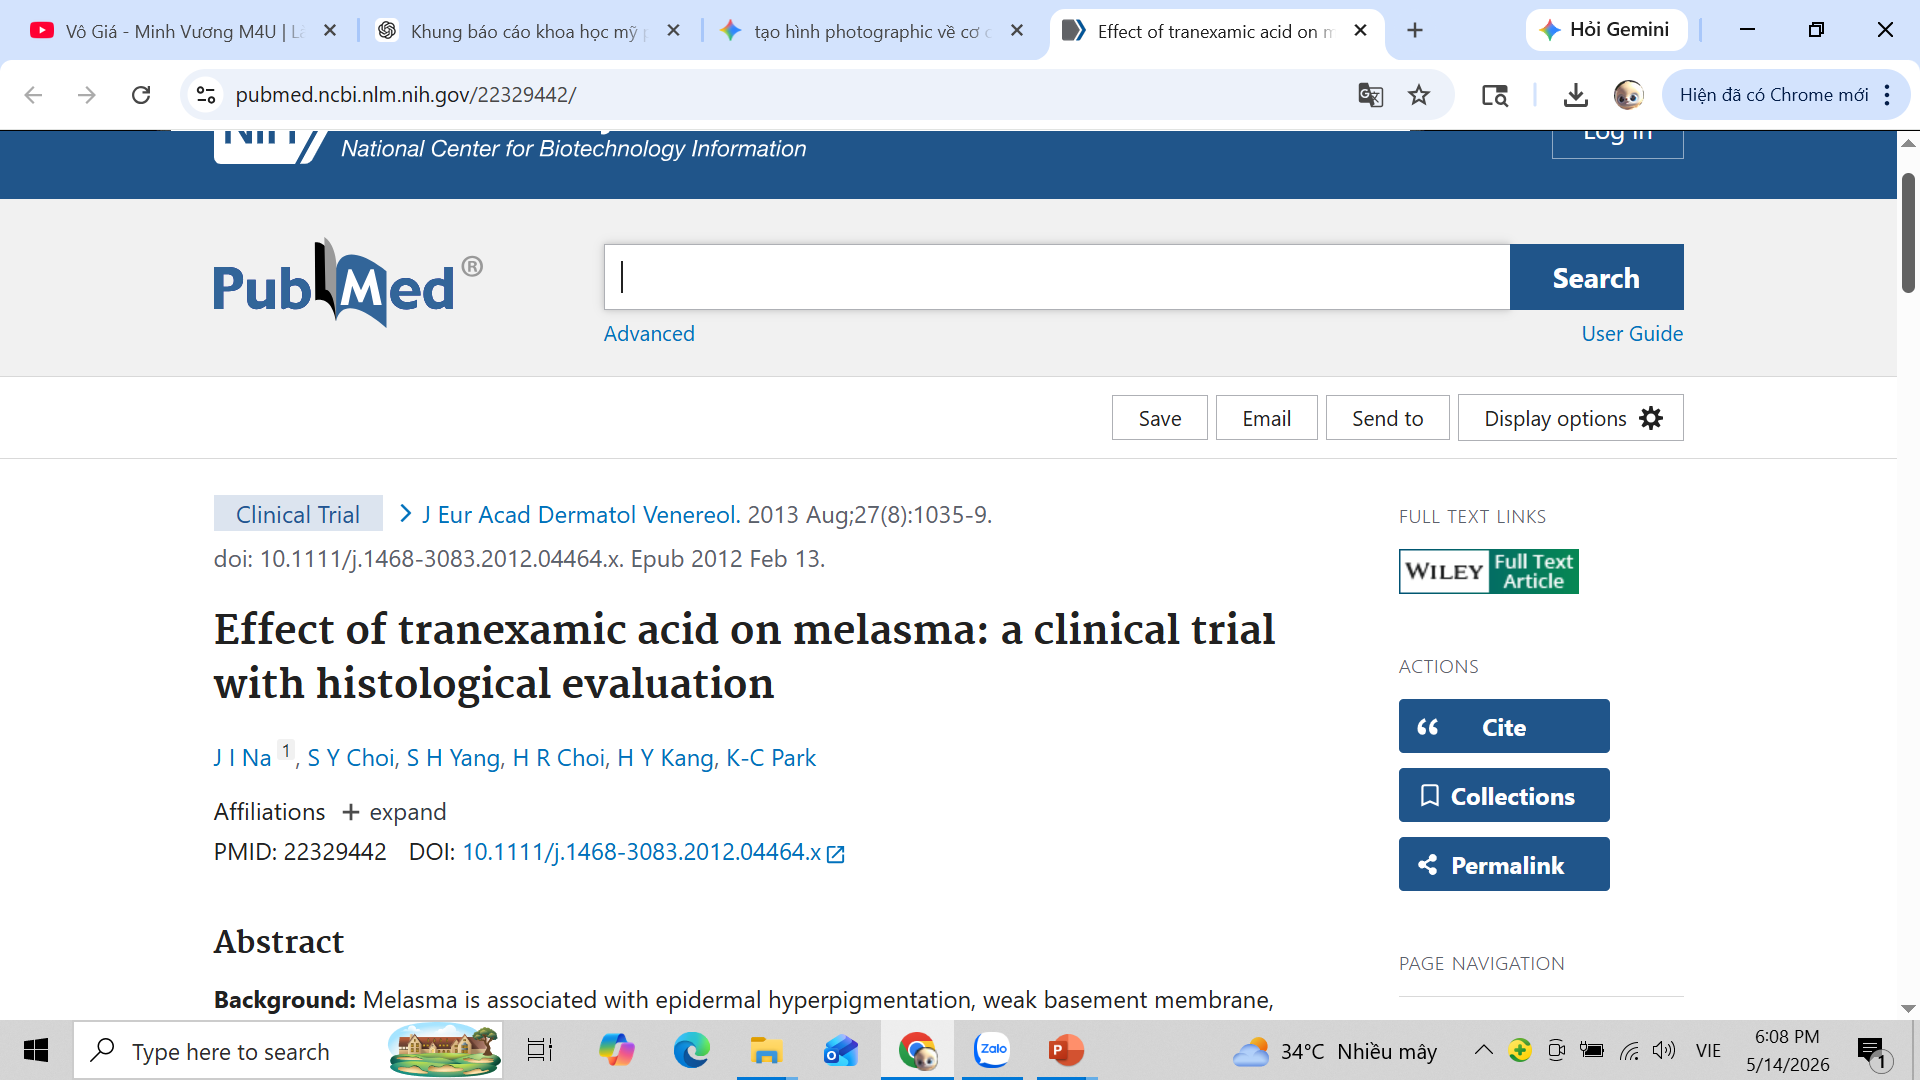 Vô Giá - Minh Vương M4U | L
Khung báo cáo khoa học mỹ p
tạo hình photographic về cơ c
Effect of tranexamic acid on m
Hỏi Gemini
pubmed.ncbi.nlm.nih.gov/22329442/
Hiện đã có Chrome mới
NIH
National Center for Biotechnology Information
Log in
PubMed®
Search
Advanced
User Guide
Save
Email
Send to
Display options
Clinical Trial
J Eur Acad Dermatol Venereol. 2013 Aug;27(8):1035-9.
doi: 10.1111/j.1468-3083.2012.04464.x. Epub 2012 Feb 13.
Effect of tranexamic acid on melasma: a clinical trial
with histological evaluation
J I Na 1, S Y Choi, S H Yang, H R Choi, H Y Kang, K-C Park
Affiliations + expand
PMID: 22329442 DOI: 10.1111/j.1468-3083.2012.04464.x
Abstract
Background: Melasma is associated with epidermal hyperpigmentation, weak basement membrane,
FULL TEXT LINKS
WILEY Full Text
Article
ACTIONS
Cite
Collections
Permalink
PAGE NAVIGATION
Type here to search
Zalo
34°C Nhiều mây
VIE
6:08 PM
5/14/2026
1